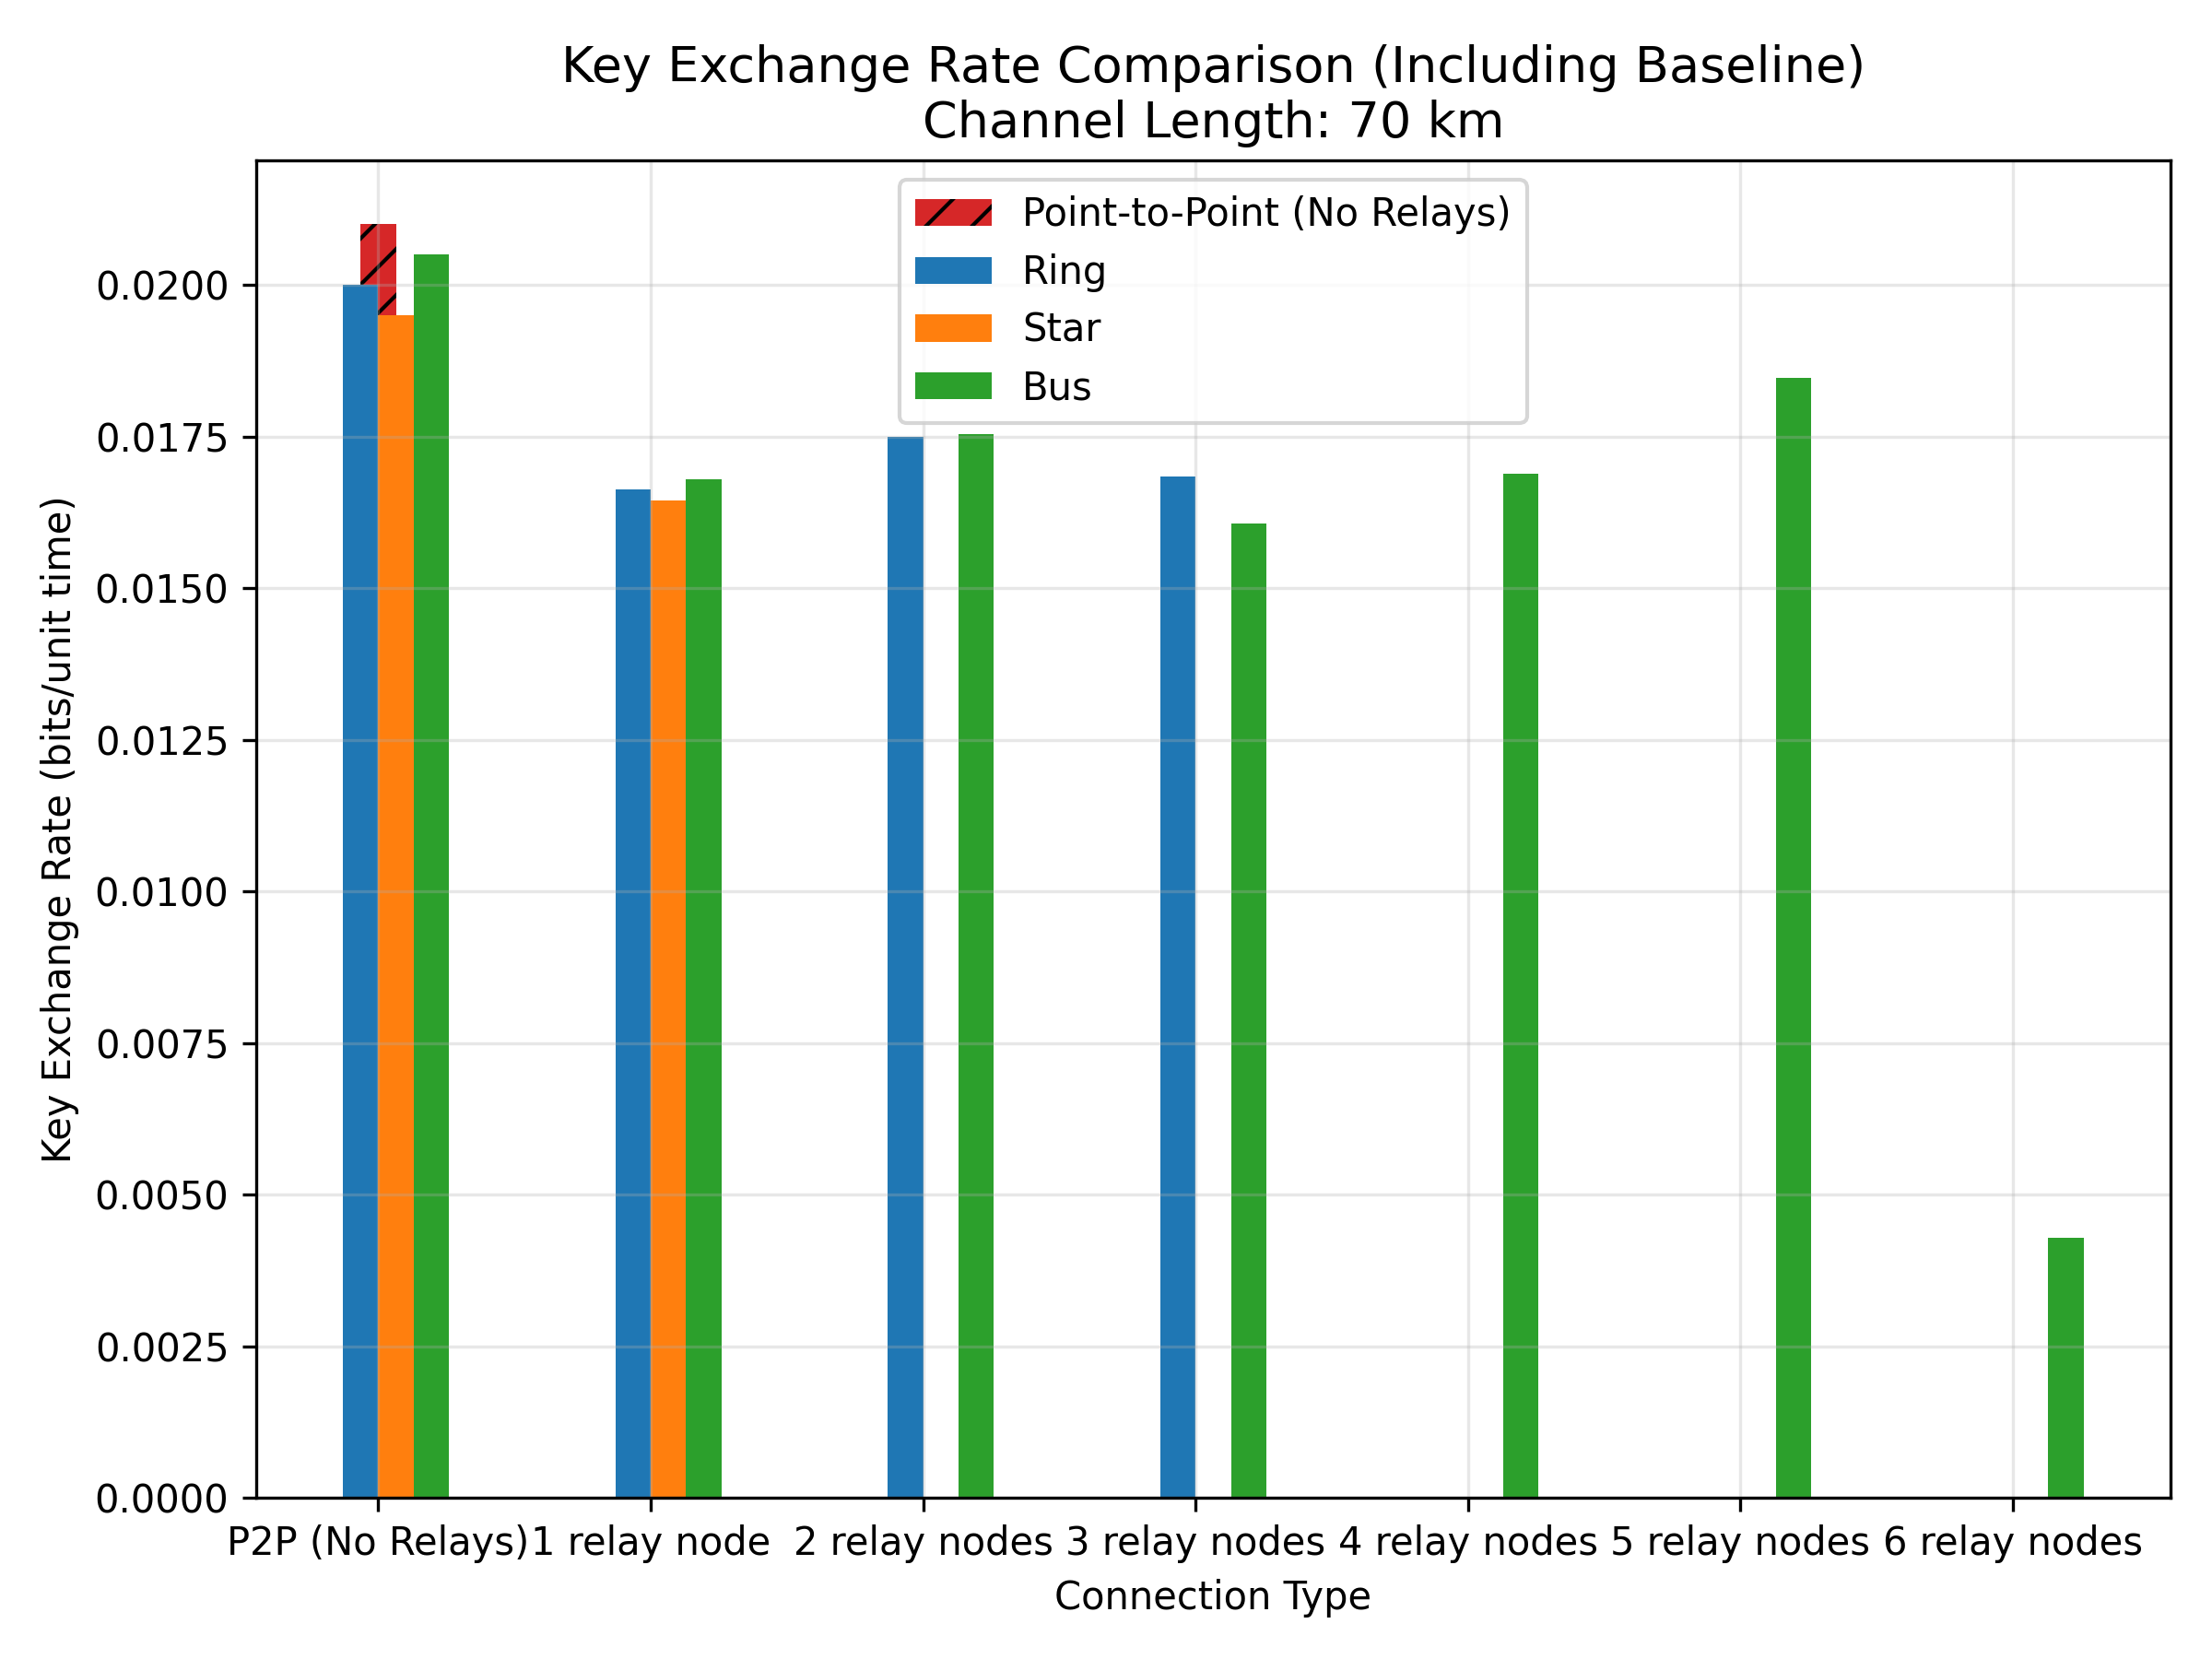 Key Exchange Rate Comparison (Including Baseline)
Channel Length: 70 km
Point-to-Point (No Relays)
Ring
Star
Bus
Key Exchange Rate (bits/unit time)
0.0200
0.0175
0.0150
0.0125
0.0100
0.0075
0.0050
0.0025
0.0000
P2P (No Relays) 1 relay node 2 relay nodes 3 relay nodes 4 relay nodes 5 relay nodes 6 relay nodes
Connection Type